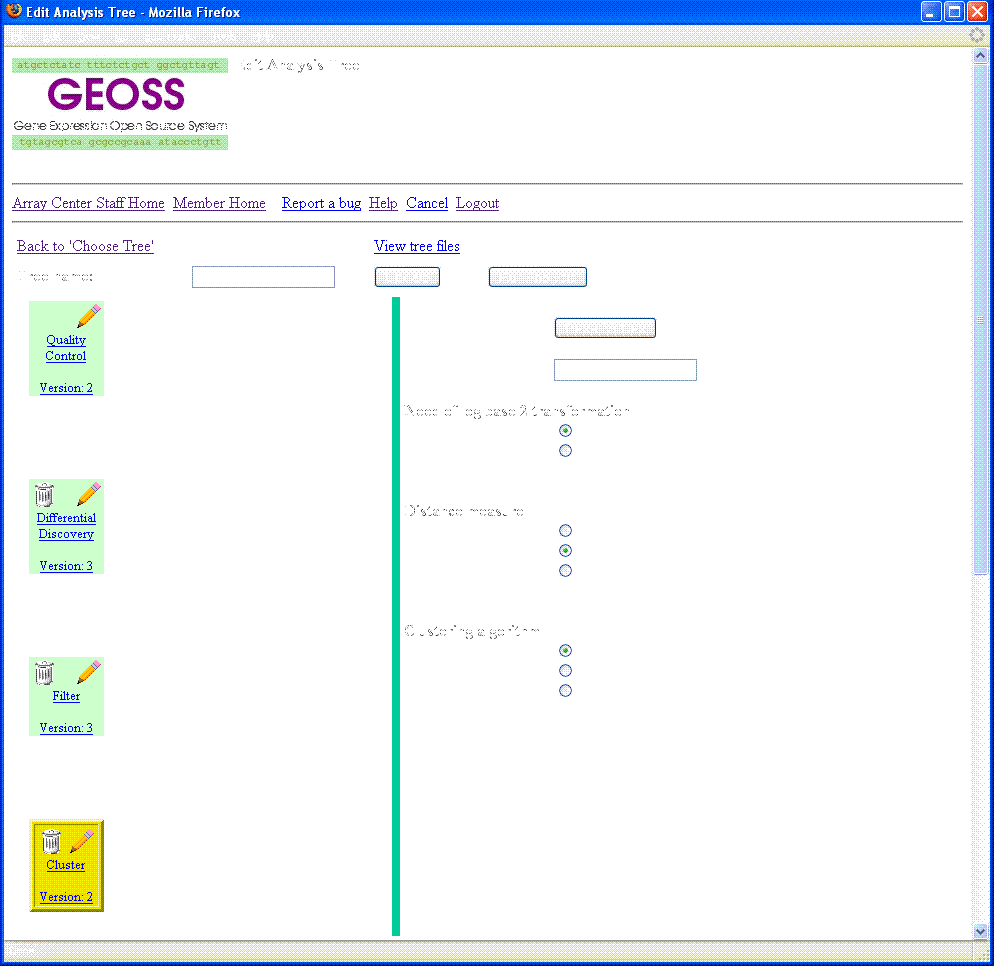 Edit Analysis Tree - Mozilla Firefox
atgctctatc tttctctgct ggctgttagt
Edit Analysis Tree
GEOSS
Gene Expression Open Source System
tgtagcgtca gcgccgcaaa ataccctgtt
Array Center Staff Home Member Home Report a bug Help Cancel Logout
Back to 'Choose Tree' View tree files
Tree name:
Quality
Control
Version: 2
Need of log base 2 transformation
Differential
Discovery
Version: 3
Distance measure
Clustering algorithm
Filter
Version: 3
Cluster
Version: 2